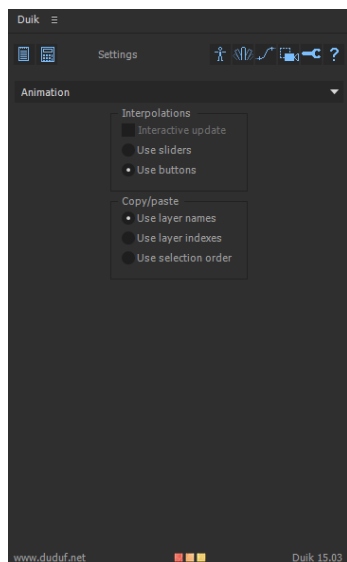 Duik
Settings
?
Animation
Interpolations
Interactive update
Use sliders
Use buttons
Copy/paste
Use layer names
Use layer indexes
Use selection order
www.duduf.net
Duik 15.03